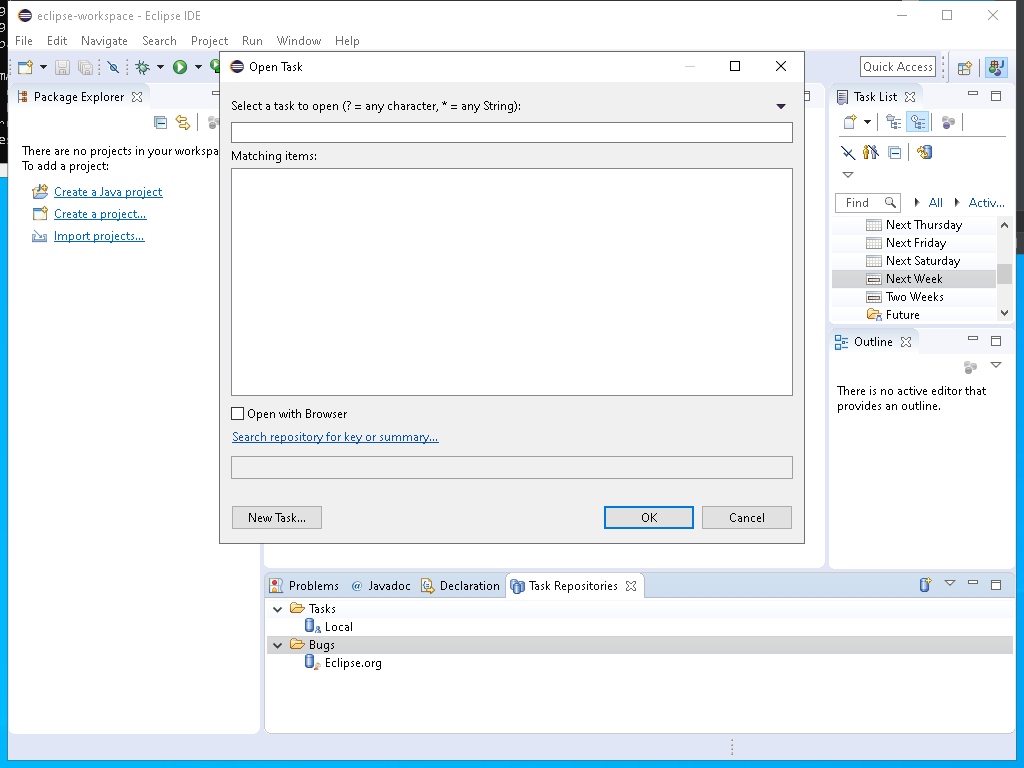 eclipse-workspace - Eclipse IDE
File Edit Navigate Search Project Run Window Help
Quick Access
Package Explorer
There are no projects in your workspa
To add a project:
Create a Java project
Create a project...
Import projects...
Open Task
Select a task to open (? = any character, * = any String):
Matching items:
Open with Browser
Search repository for key or summary...
New Task... OK Cancel
Task List
Find All Activ...
Next Thursday
Next Friday
Next Saturday
Next Week
Two Weeks
Future
Outline
There is no active editor that
provides an outline.
Problems @ Javadoc Declaration Task Repositories
Tasks
Local
Bugs
Eclipse.org